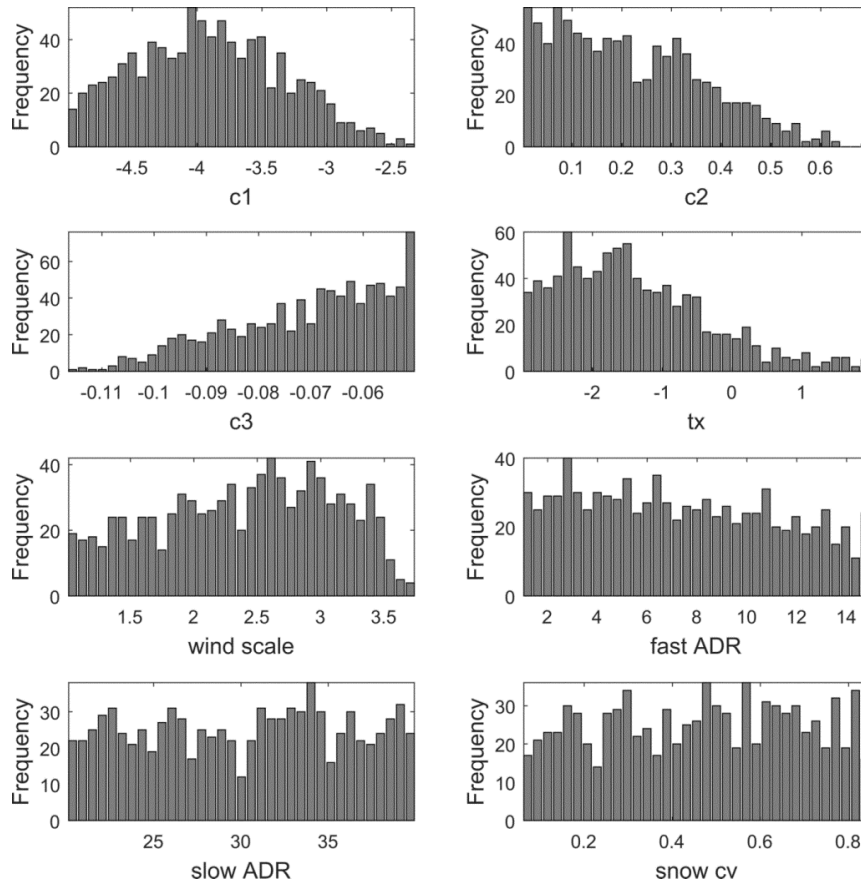 Frequency
40
20
0
-4.5 -4 -3.5 -3 -2.5
c1
Frequency
40
20
0
0.1 0.2 0.3 0.4 0.5 0.6
c2
Frequency
60
40
20
0
-0.11 -0.1 -0.09 -0.08 -0.07 -0.06
c3
Frequency
60
40
20
0
-2 -1 0 1
tx
Frequency
40
20
0
1.5 2 2.5 3 3.5
wind scale
Frequency
40
30
20
10
0
2 4 6 8 10 12 14
fast ADR
Frequency
30
20
10
0
25 30 35
slow ADR
Frequency
30
20
10
0
0.2 0.4 0.6 0.8
snow cv